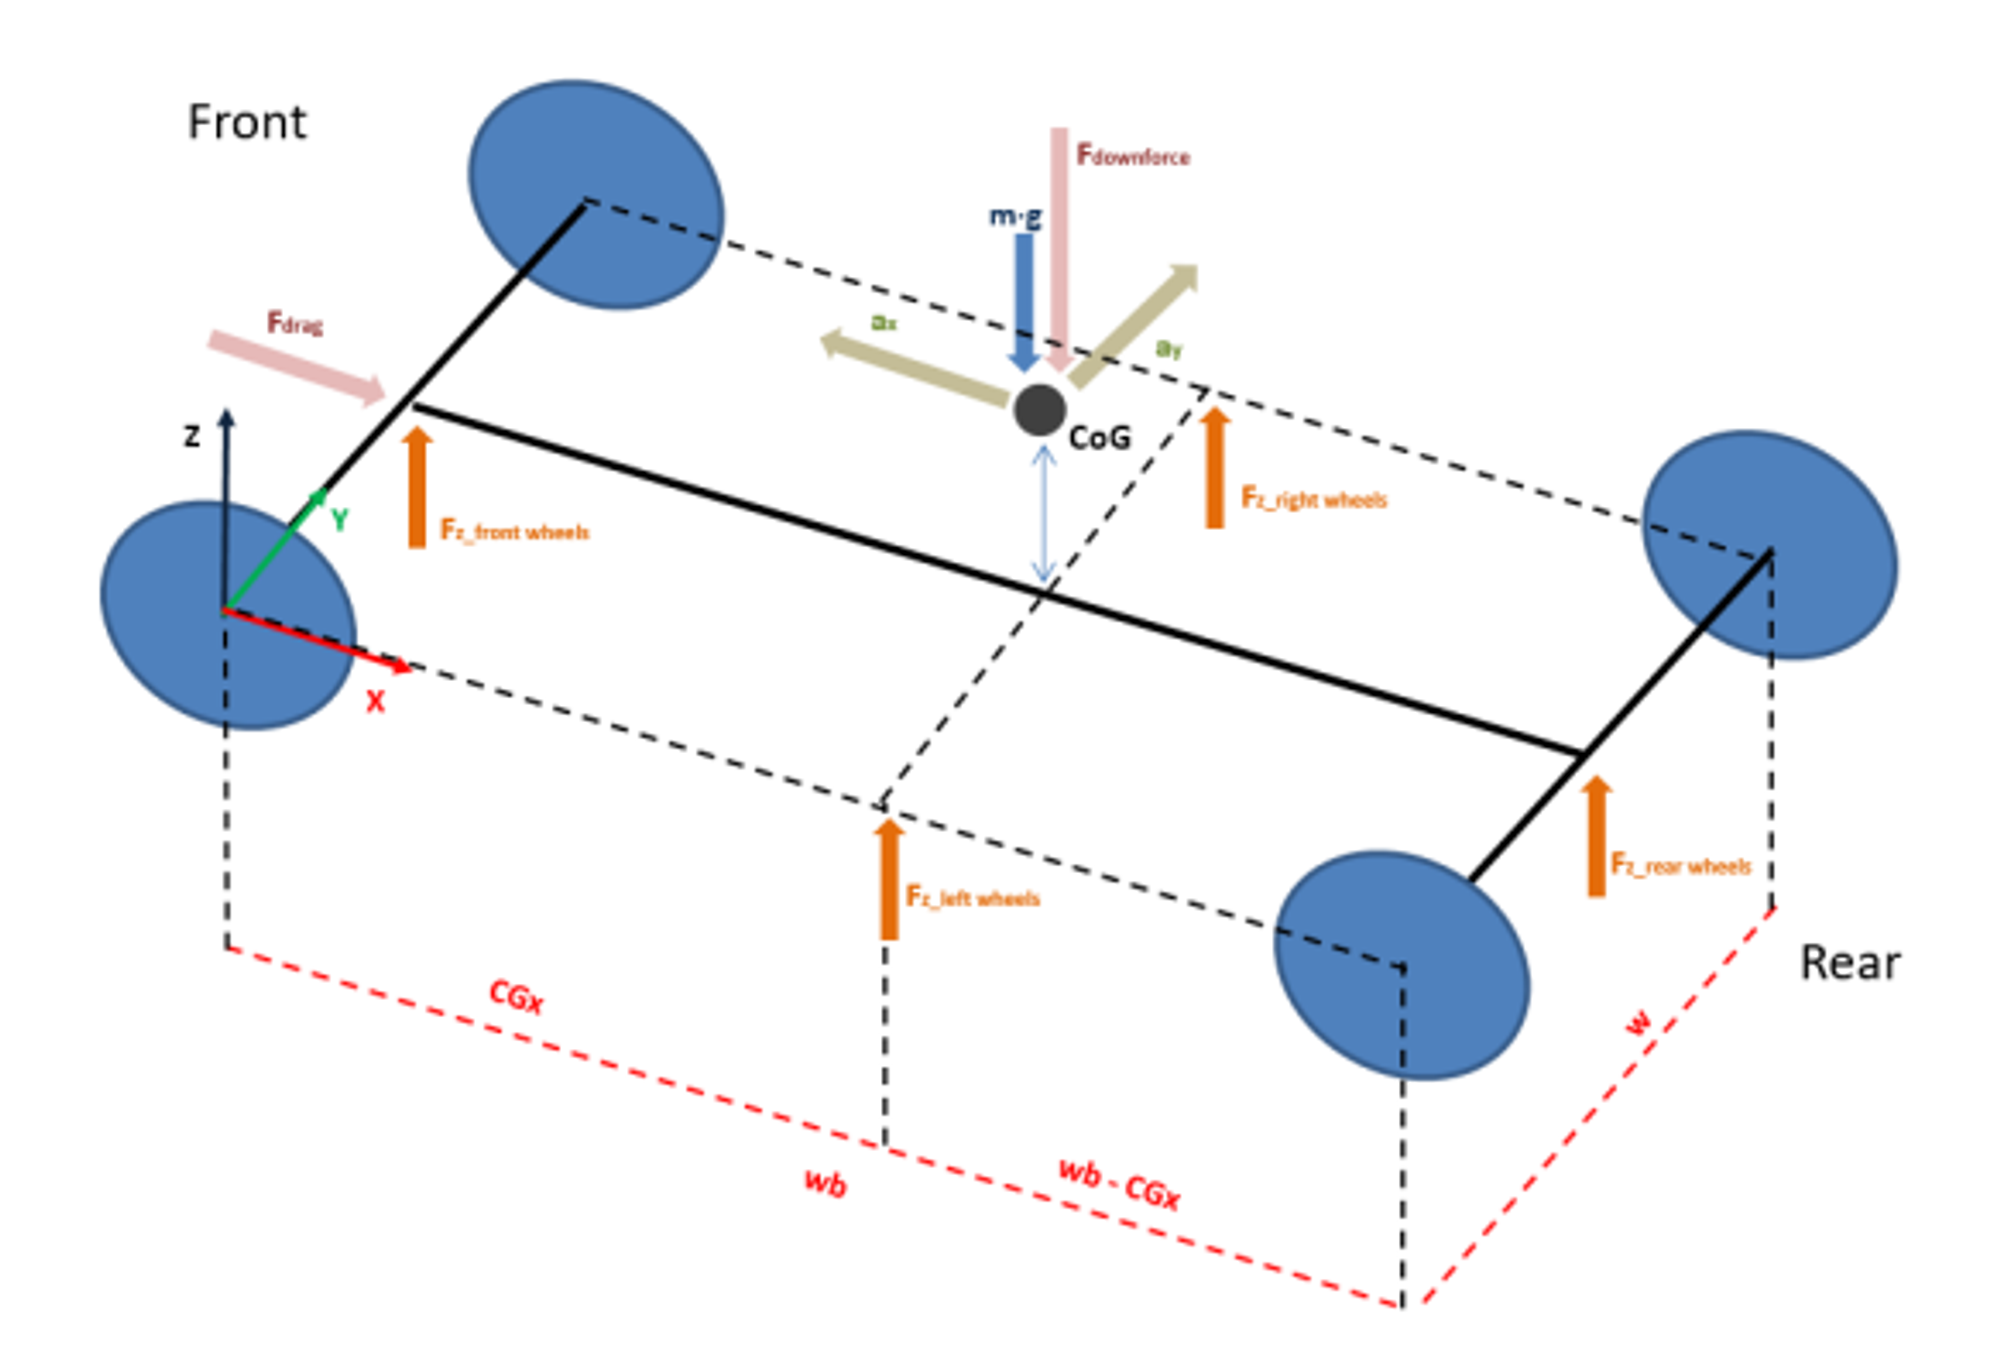 Front
Fdownforce
m·g
Fdrag
ax
ay
Z
CoG
Y
Fz_front wheels
Fz_right wheels
X
Fz_left wheels
Fz_rear wheels
Rear
CGx
w
wb
wb - CGx